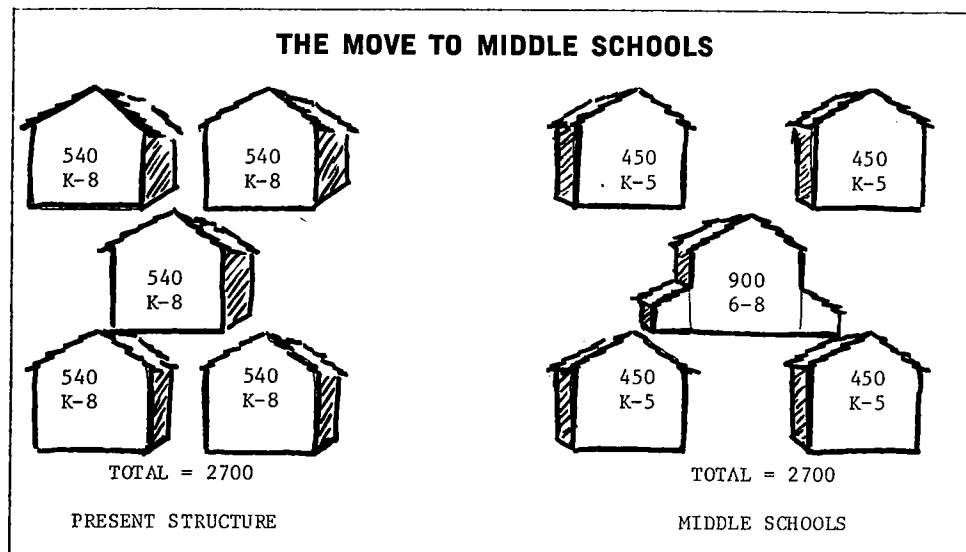 THE MOVE TO MIDDLE SCHOOLS
540
K-8
540
K-8
540
K-8
540
K-8
540
K-8
TOTAL = 2700
PRESENT STRUCTURE
450
K-5
450
K-5
900
6-8
450
K-5
450
K-5
TOTAL = 2700
MIDDLE SCHOOLS